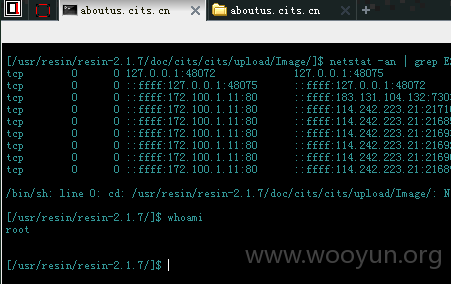 aboutus.cits.cn aboutus.cits.cn
[/usr/resin/resin-2.1.7/doc/cits/cits/upload/Image/]$ netstat -an | grep E
tcp 0 0 127.0.0.1:48072 127.0.0.1:48075
tcp 0 0 ::ffff:127.0.0.1:48075 ::ffff:127.0.0.1:48072
tcp 0 0 ::ffff:172.100.1.11:80 ::ffff:183.131.104.132:730
tcp 0 0 ::ffff:172.100.1.11:80 ::ffff:114.242.223.21:2171
tcp 0 0 ::ffff:172.100.1.11:80 ::ffff:114.242.223.21:2168
tcp 0 0 ::ffff:172.100.1.11:80 ::ffff:114.242.223.21:2169
tcp 0 0 ::ffff:172.100.1.11:80 ::ffff:114.242.223.21:2169
tcp 0 0 ::ffff:172.100.1.11:80 ::ffff:114.242.223.21:2169
tcp 0 0 ::ffff:172.100.1.11:80 ::ffff:114.242.223.21:2168
/bin/sh: line 0: cd: /usr/resin/resin-2.1.7/doc/cits/cits/upload/Image/: N
[/usr/resin/resin-2.1.7/]$ whoami
root
[/usr/resin/resin-2.1.7/]$
www.wooyun.org